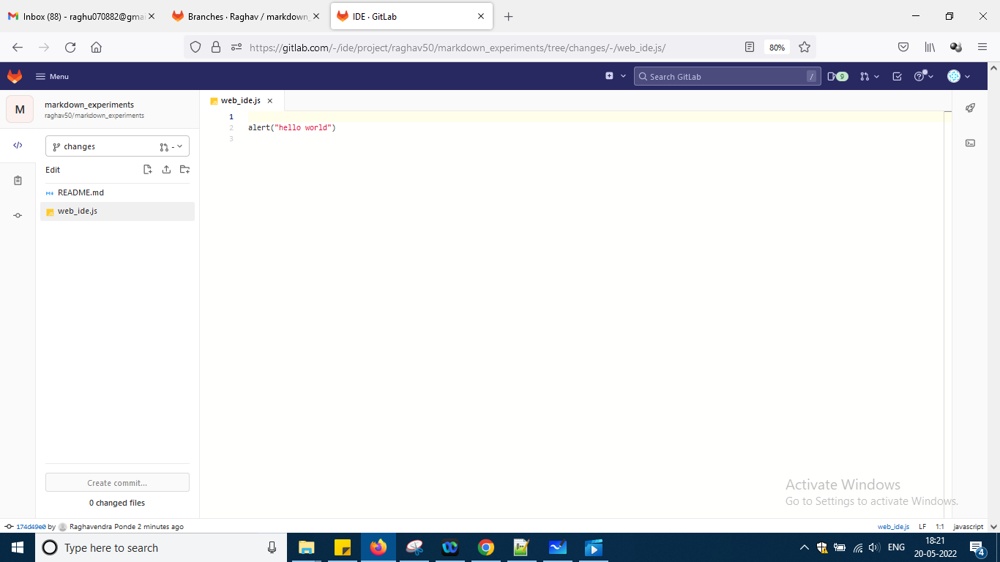 Inbox (88) - raghu070882@gmai
Branches · Raghav / markdown_
IDE · GitLab
https://gitlab.com/-/ide/project/raghav50/markdown_experiments/tree/changes/-/web_ide.js/
80%
Menu
Search GitLab
/
9
M
markdown_experiments
raghav50/markdown_experiments
web_ide.js
1
changes
-
2 alert("hello world")
3
Edit
README.md
web_ide.js
Create commit...
0 changed files
Activate Windows
Go to Settings to activate Windows.
174d49e0 by Raghavendra Ponde 2 minutes ago
web_ide.js LF 1:1 javascript
Type here to search
ENG
18:21
20-05-2022
4